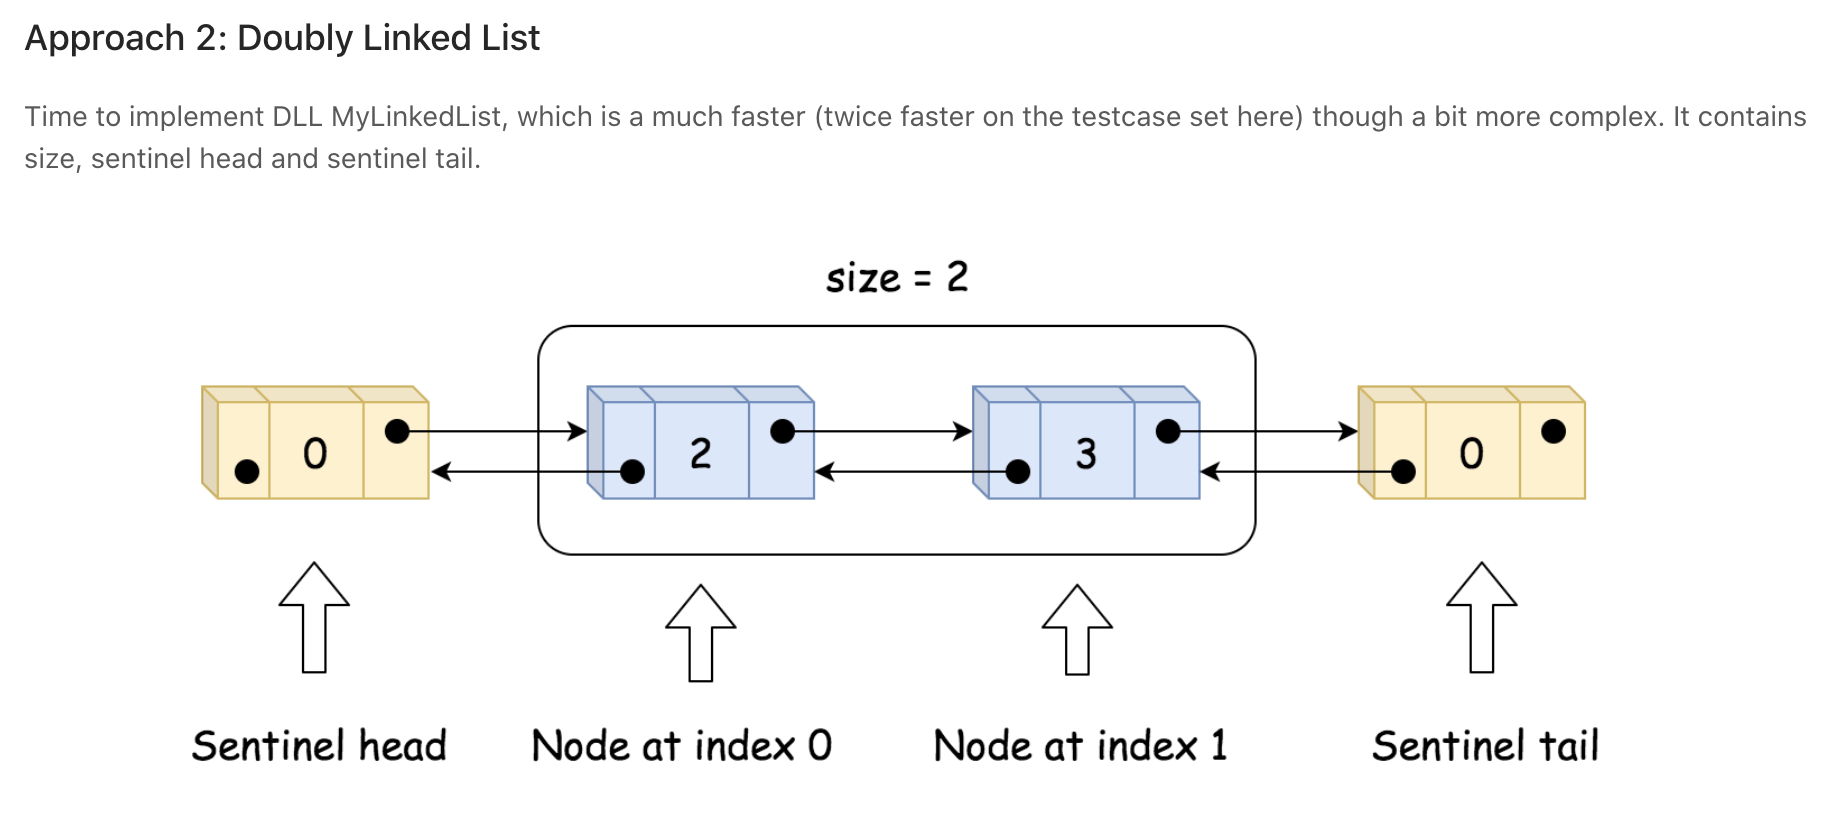 Approach 2: Doubly Linked List
Time to implement DLL MyLinkedList, which is a much faster (twice faster on the testcase set here) though a bit more complex. It contains
size, sentinel head and sentinel tail.
size = 2
0 2 3 0
Sentinel head Node at index 0 Node at index 1 Sentinel tail